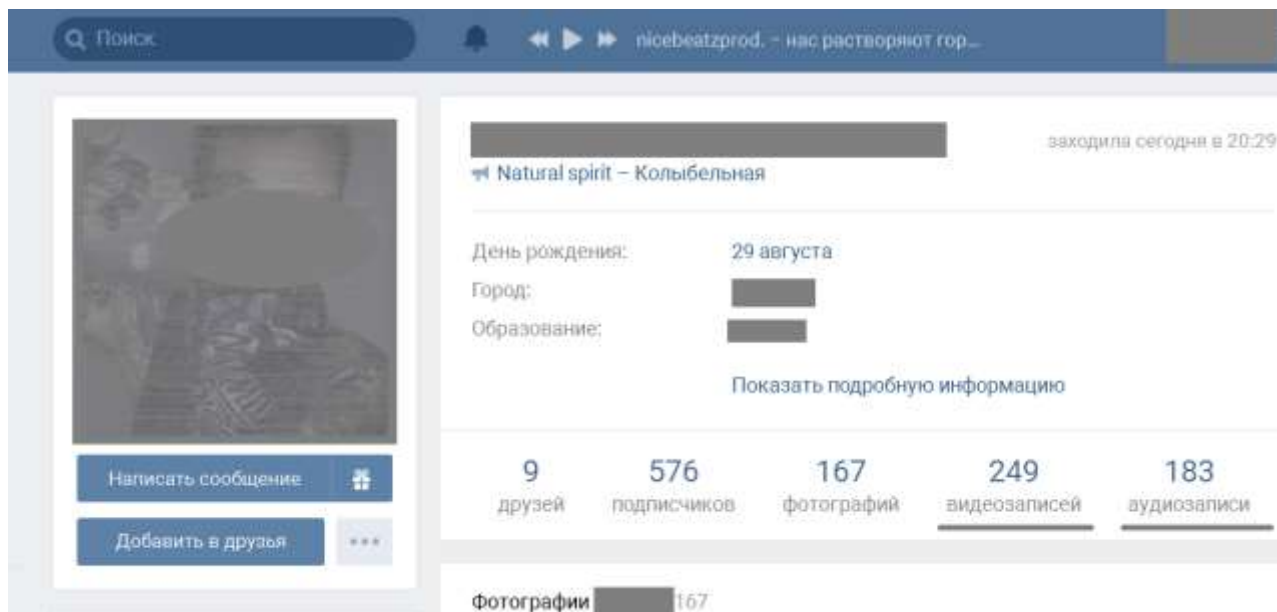 Поиск
nicebeatzprod. – нас растворяют гор...
заходила сегодня в 20:29
Natural spirit – Колыбельная
День рождения: 29 августа
Город:
Образование:
Показать подробную информацию
Написать сообщение
Добавить в друзья
9 576 167 249 183
друзей подписчиков фотографий видеозаписей аудиозаписи
Фотографии 167